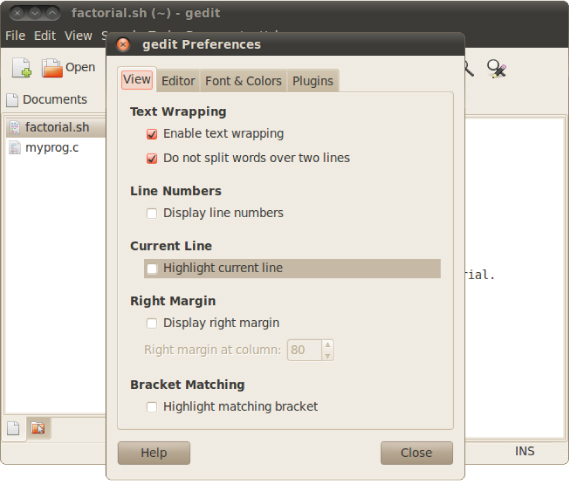 factorial.sh (~) - gedit
File Edit View
gedit Preferences
Open
View Editor Font & Colors Plugins
Documents
factorial.sh
myprog.c
Text Wrapping
Enable text wrapping
Do not split words over two lines
Line Numbers
Display line numbers
Current Line
Highlight current line
rial.
Right Margin
Display right margin
Right margin at column: 80
Bracket Matching
Highlight matching bracket
Help Close
INS